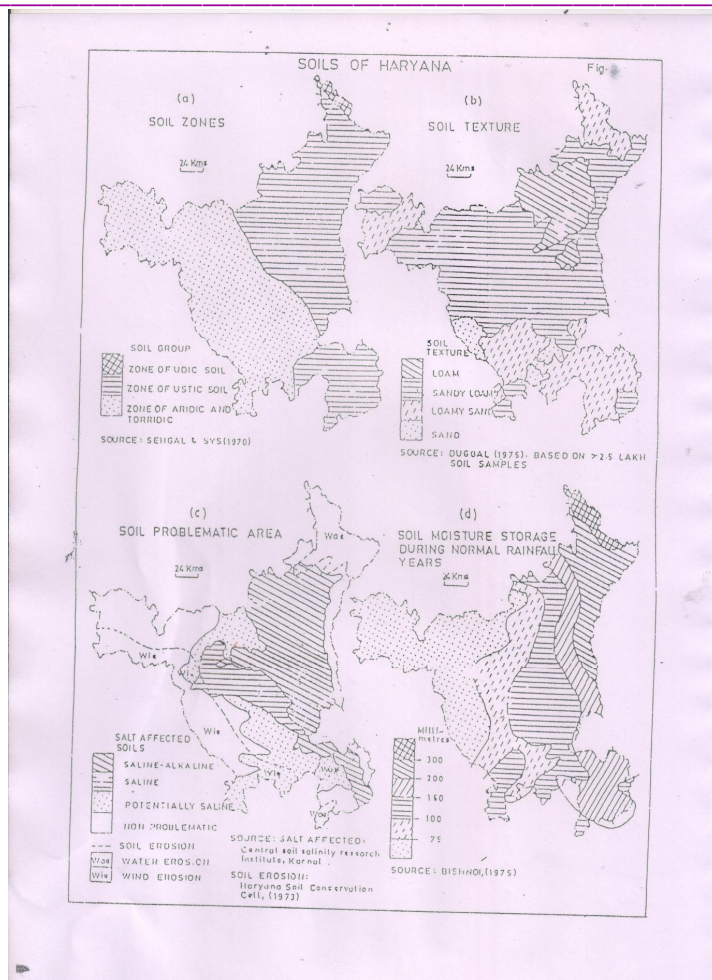 SOILS OF HARYANA
Fig.
(a)
SOIL ZONES
24 Kms
SOIL GROUP
ZONE OF UDIC SOIL
ZONE OF USTIC SOIL
ZONE OF ARIDIC AND
TORRIDIC
SOURCE: SEHGAL & SYS(1970)
(b)
SOIL TEXTURE
24 Kms
SOIL
TEXTURE
LOAM
SANDY LOAM
LOAMY SAND
SAND
SOURCE: DUGGAL (1975). BASED ON >2.5 LAKH
SOIL SAMPLES
(c)
SOIL PROBLEMATIC AREA
24 Kms
Wae
Wie
Wi
Wie
Wie
Wae
SALT AFFECTED
SOILS
SALINE-ALKALINE
SALINE
POTENTIALLY SALINE
NON PROBLEMATIC
SOIL EROSION
Wae WATER EROSION
Wie WIND EROSION
SOURCE: SALT AFFECTED:
Central soil salinity research
Institute, Karnal.
SOIL EROSION:
Haryana Soil Conservation
Cell, (1973)
(d)
SOIL MOISTURE STORAGE
DURING NORMAL RAINFALL
YEARS
24 Kms
Milli-
metres
300
200
150
100
75
SOURCE: BISHNOI,(1975)